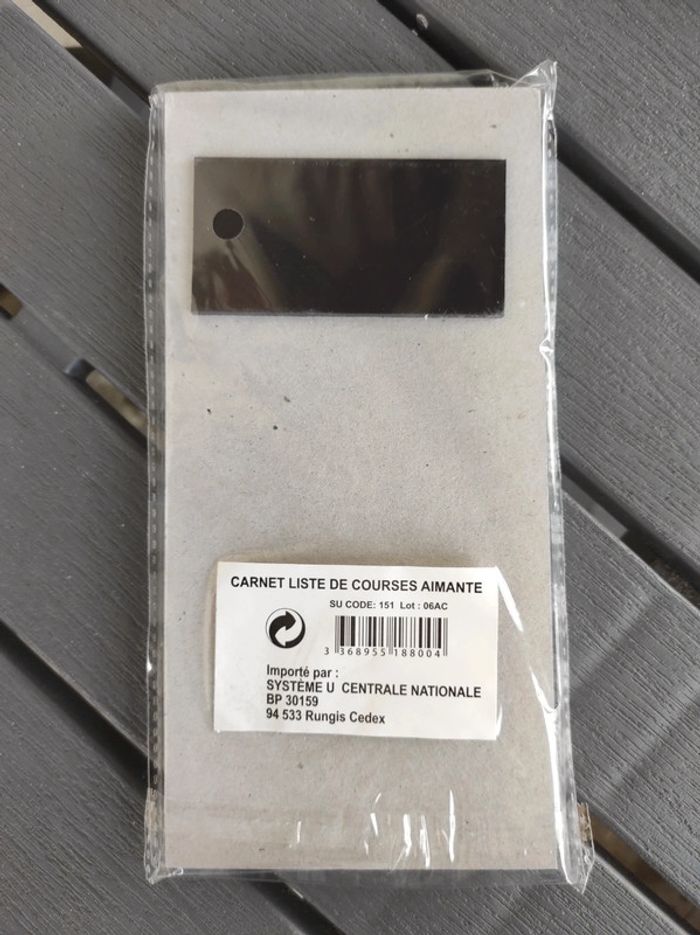 CARNET LISTE DE COURSES AIMANTE
SU CODE: 151 Lot : 06AC
3 368955 188004
Importé par :
SYSTÈME U CENTRALE NATIONALE
BP 30159
94 533 Rungis Cedex